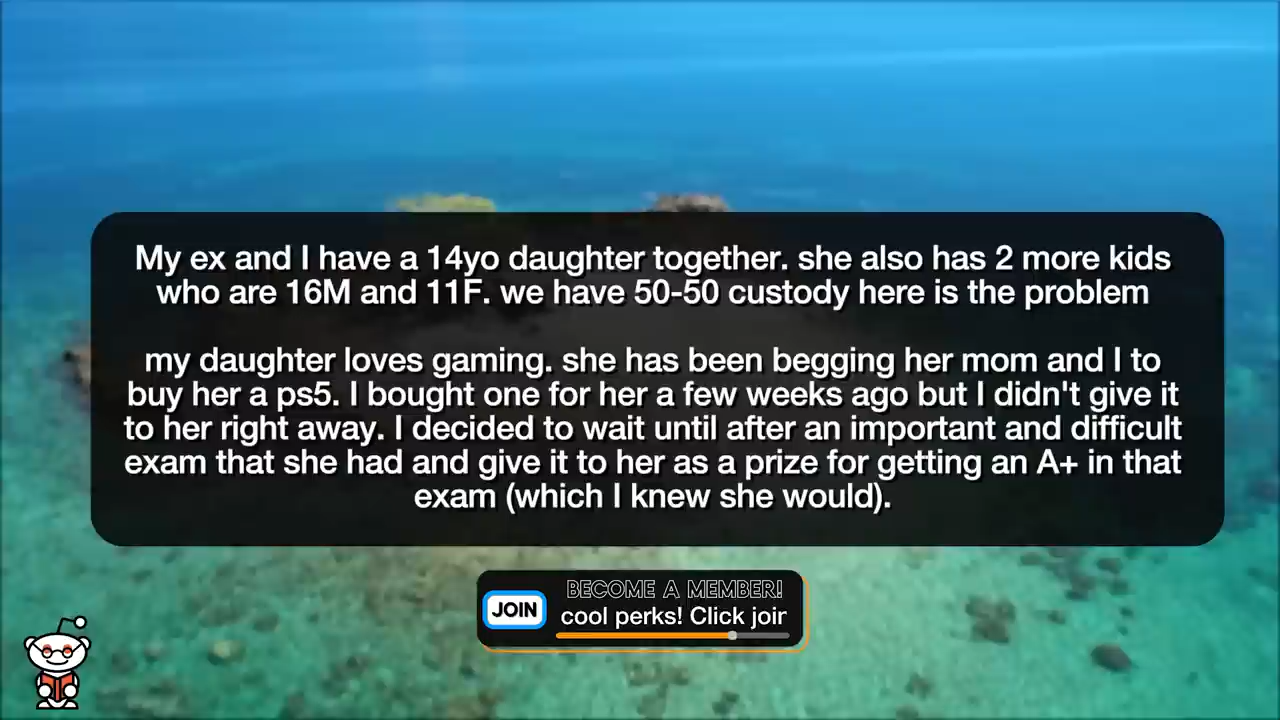 My ex and I have a 14yo daughter together. she also has 2 more kids
who are 16M and 11F. we have 50-50 custody here is the problem
my daughter loves gaming. she has been begging her mom and I to
buy her a ps5. I bought one for her a few weeks ago but I didn't give it
to her right away. I decided to wait until after an important and difficult
exam that she had and give it to her as a prize for getting an A+ in that
exam (which I knew she would).
BECOME A MEMBER!
JOIN
cool perks! Click joir